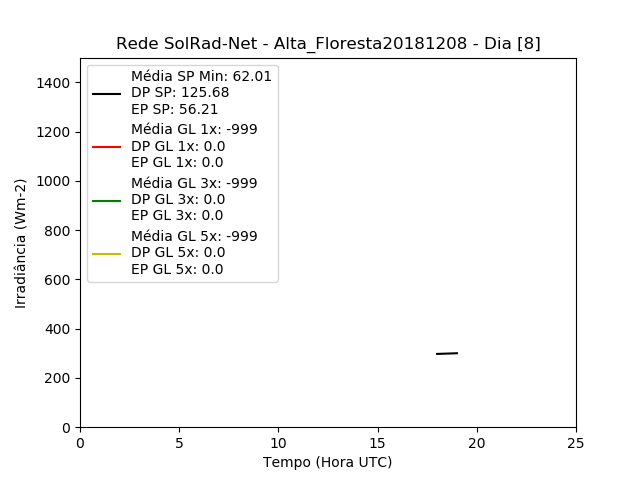 Rede SolRad-Net - Alta_Floresta20181208 - Dia [8]
Média SP Min: 62.01
DP SP: 125.68
EP SP: 56.21
Média GL 1x: -999
DP GL 1x: 0.0
EP GL 1x: 0.0
Média GL 3x: -999
DP GL 3x: 0.0
EP GL 3x: 0.0
Média GL 5x: -999
DP GL 5x: 0.0
EP GL 5x: 0.0
Irradiância (Wm-2)
1400
1200
1000
800
600
400
200
0
0 5 10 15 20 25
Tempo (Hora UTC)